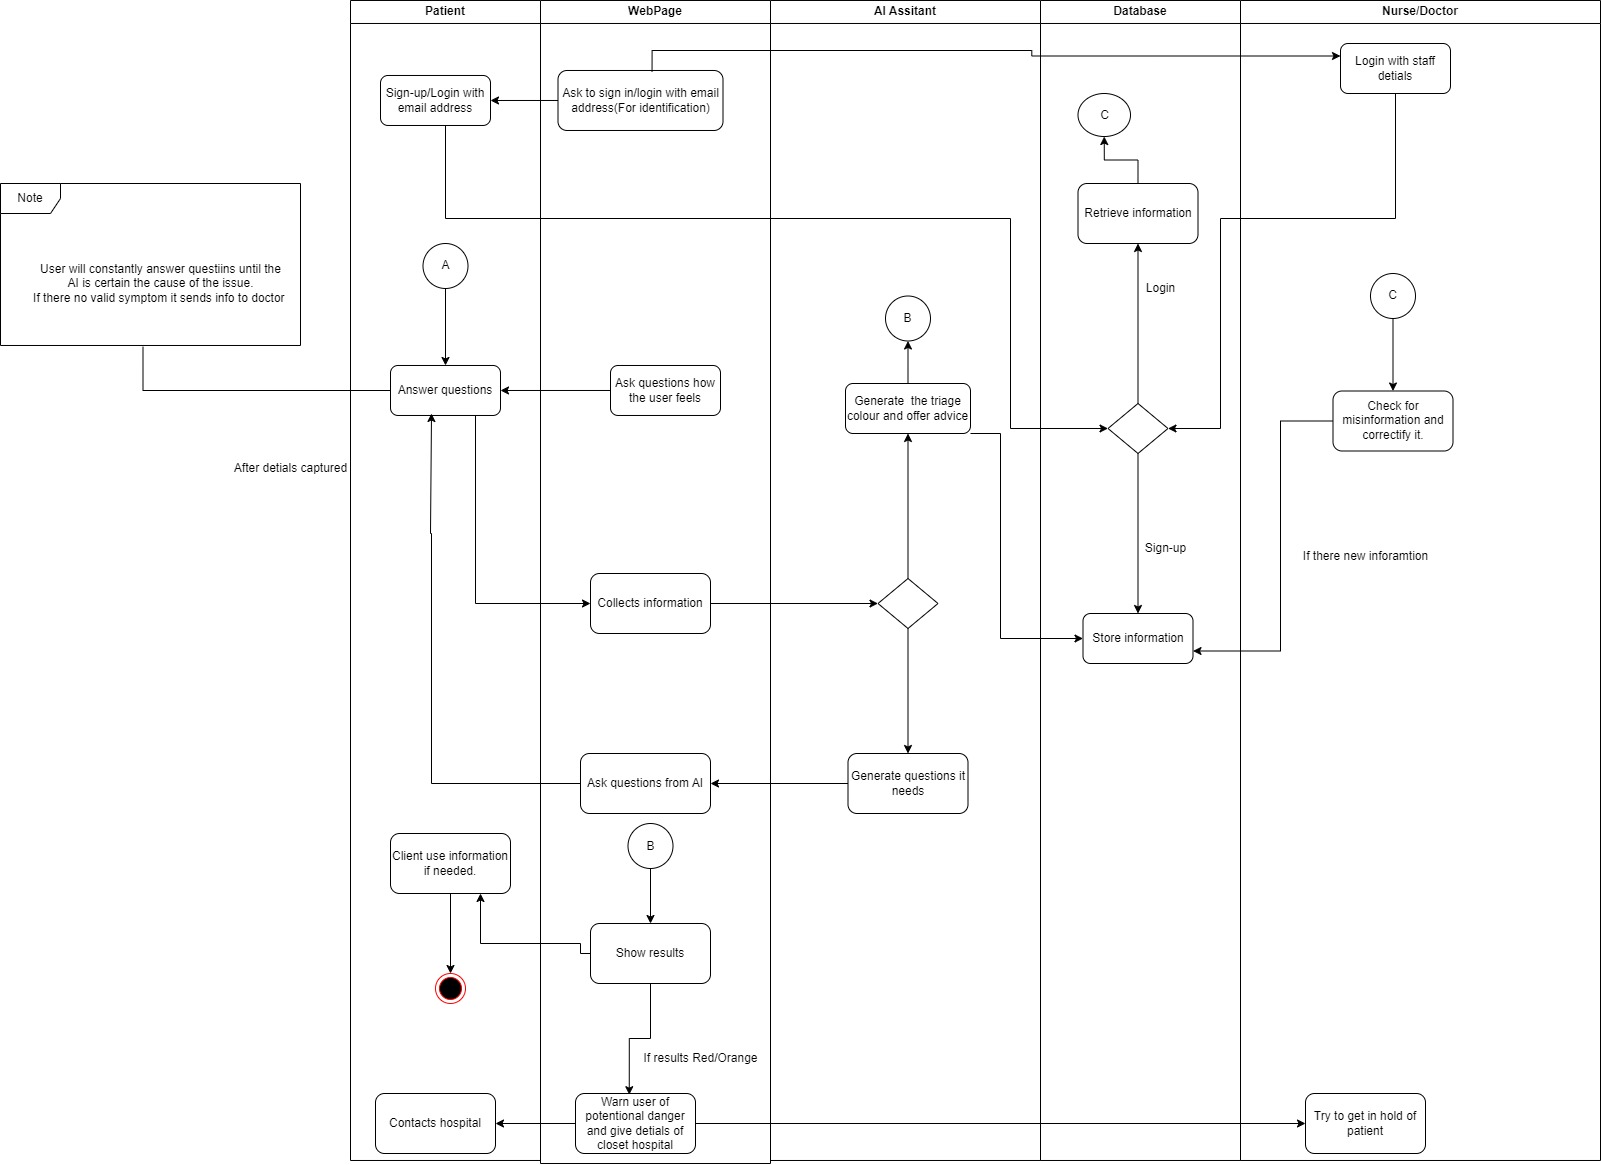 Patient
WebPage
AI Assitant
Database
Nurse/Doctor
Sign-up/Login with
email address
Ask to sign in/login with email
address(For identification)
Login with staff
detials
C
Note
User will constantly answer questiins until the
AI is certain the cause of the issue.
If there no valid symptom it sends info to doctor
Retrieve information
A
Login
C
B
Answer questions
Ask questions how
the user feels
Generate  the triage
colour and offer advice
Check for
misinformation and
correctify it.
After detials captured
Sign-up
If there new inforamtion
Collects information
Store information
Ask questions from AI
Generate questions it
needs
B
Client use information
if needed.
Show results
If results Red/Orange
Contacts hospital
Warn user of
potentional danger
and give detials of
closet hospital
Try to get in hold of
patient